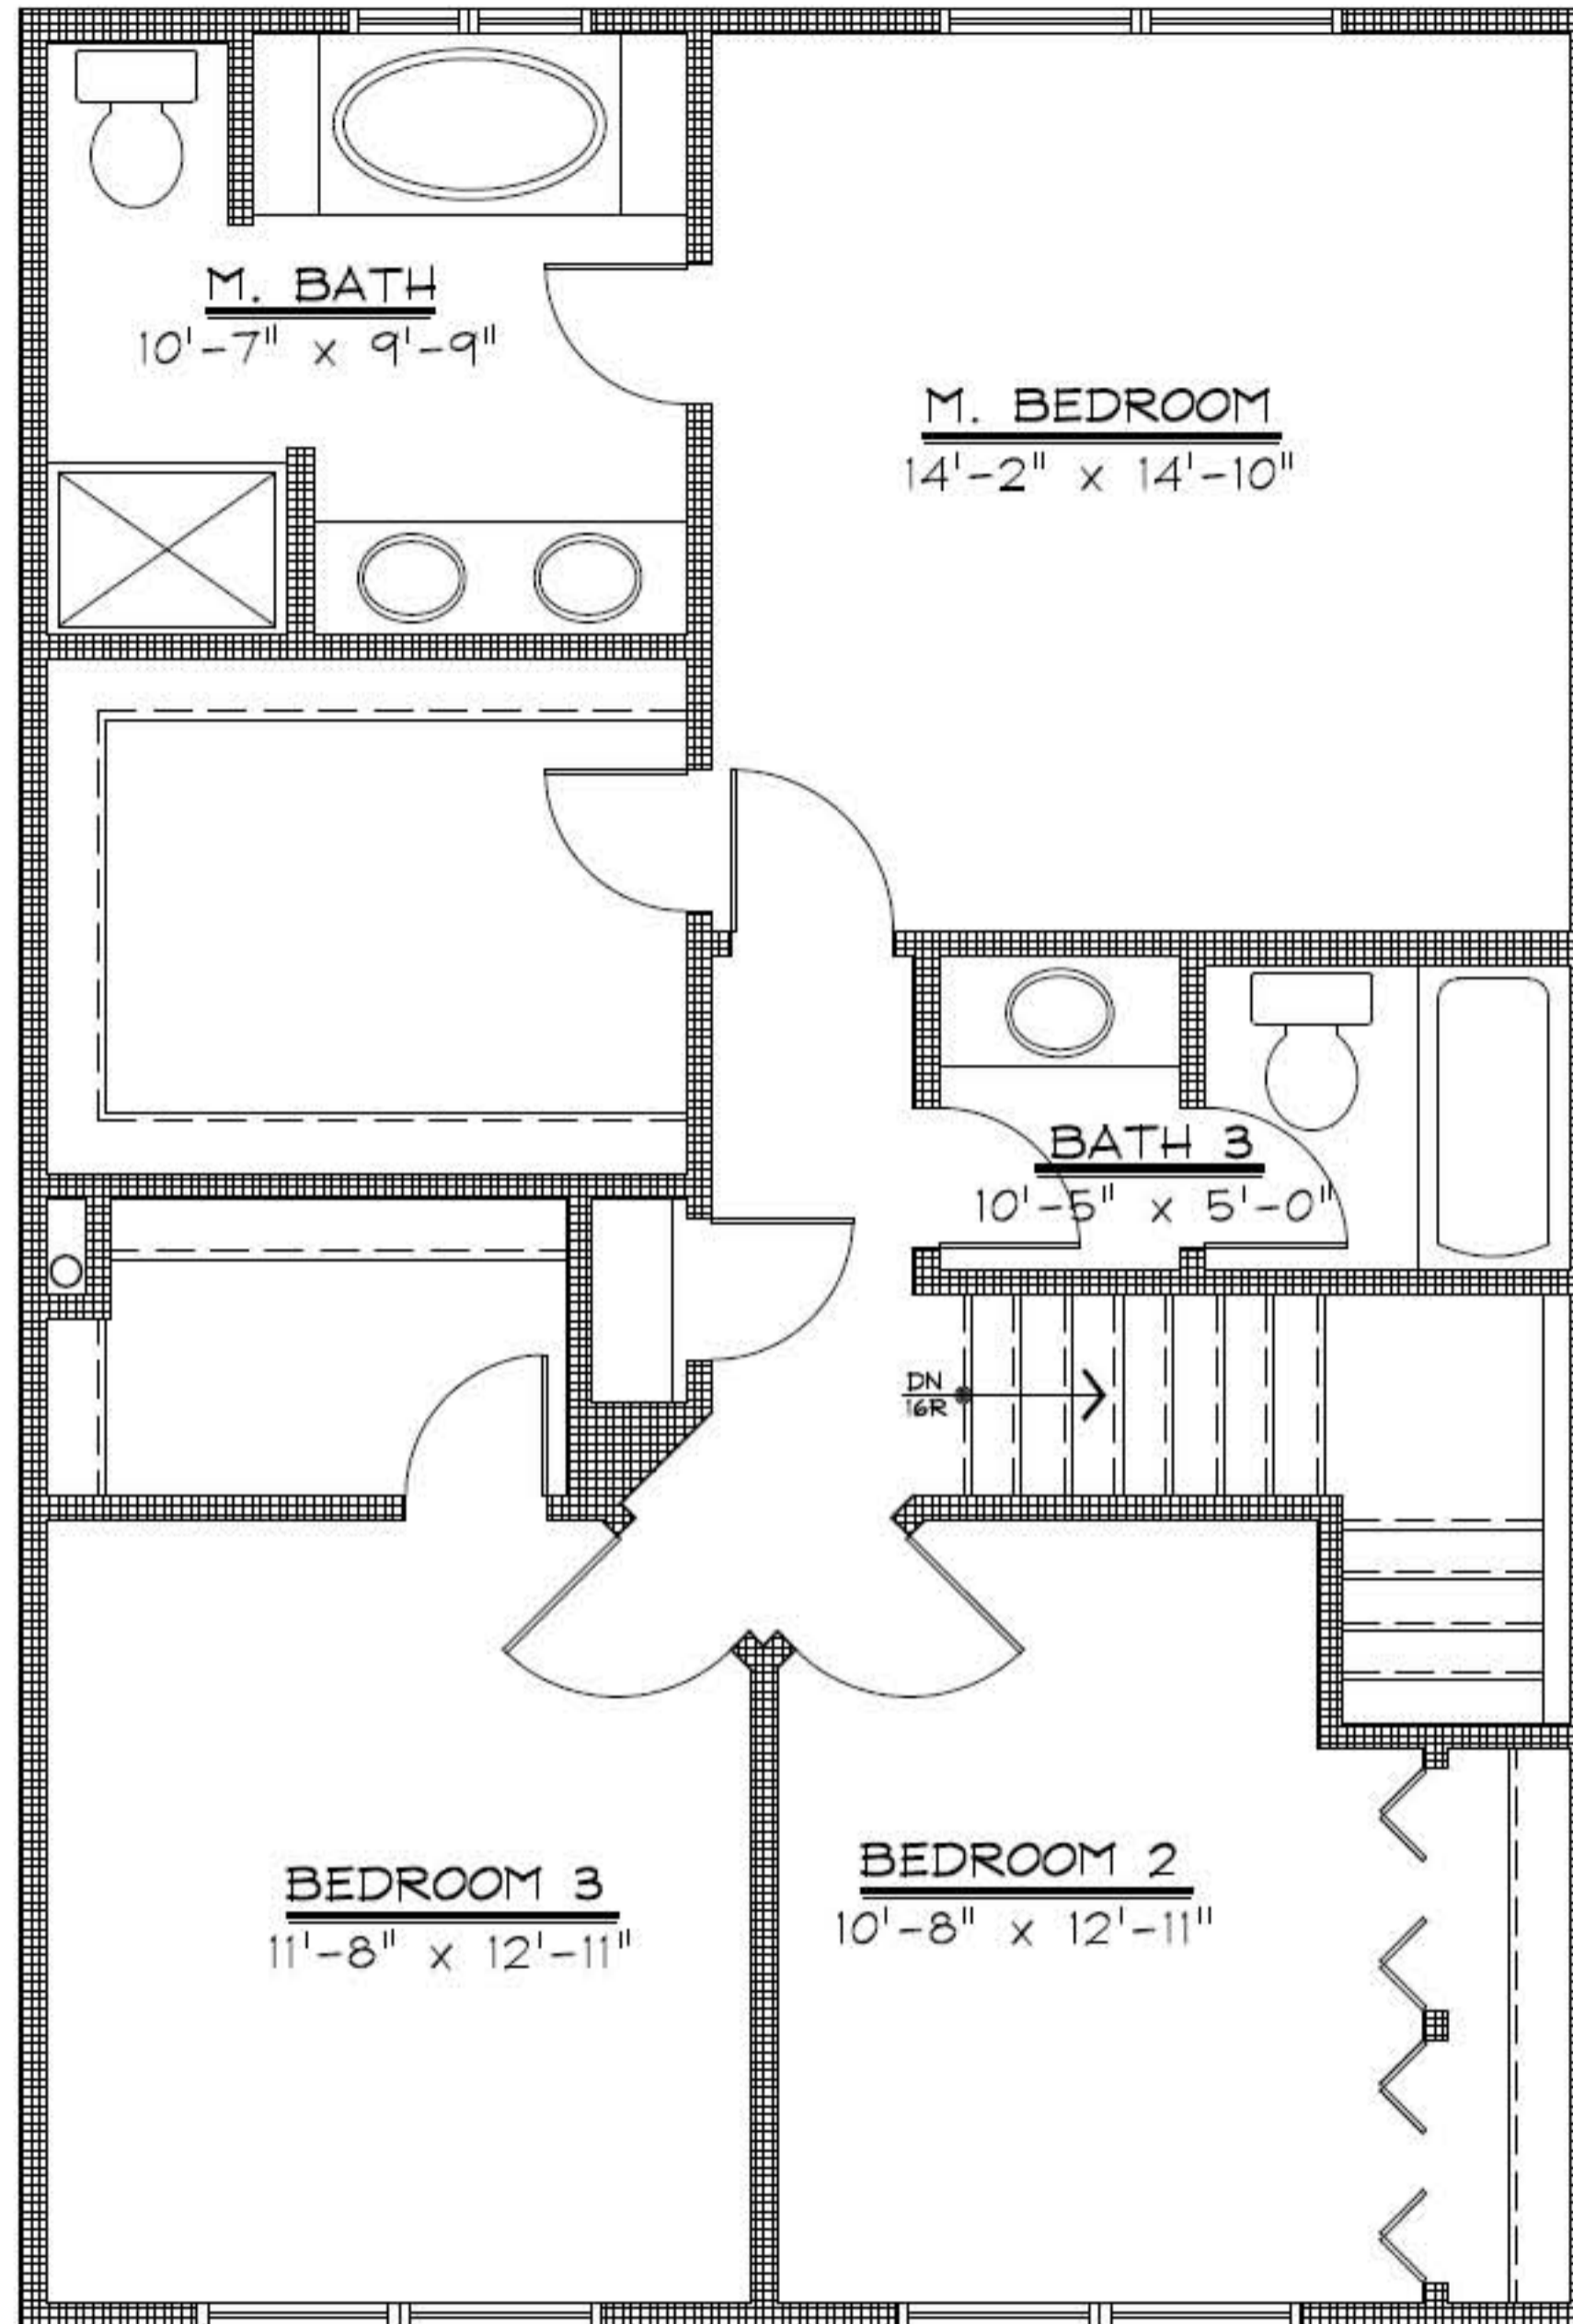 M. BATH
10'-7" x 9'-9"
M. BEDROOM
14'-2" x 14'-10"
BATH 3
10'-5" x 5'-0"
DN
16R
BEDROOM 3
11'-8" x 12'-11"
BEDROOM 2
10'-8" x 12'-11"